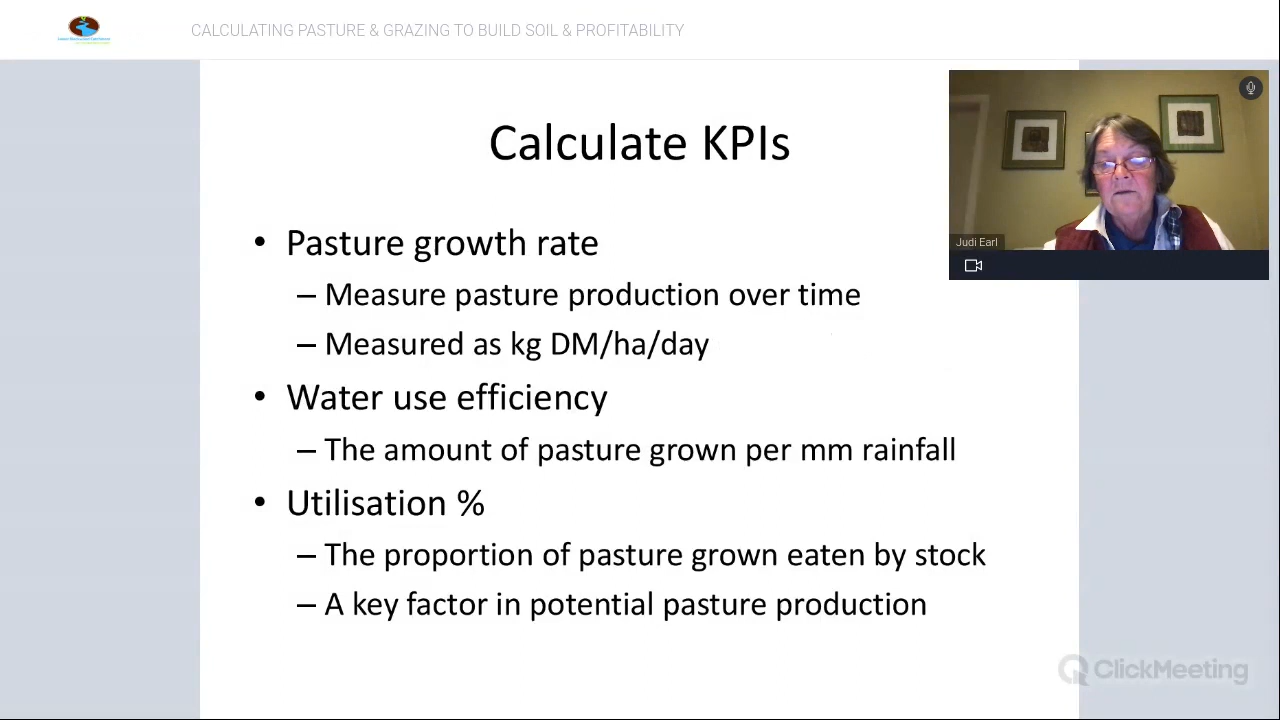 CALCULATING PASTURE & GRAZING TO BUILD SOIL & PROFITABILITY
Calculate KPIs
• Pasture growth rate
– Measure pasture production over time
– Measured as kg DM/ha/day
• Water use efficiency
– The amount of pasture grown per mm rainfall
• Utilisation %
– The proportion of pasture grown eaten by stock
– A key factor in potential pasture production
Judi Earl
ClickMeeting